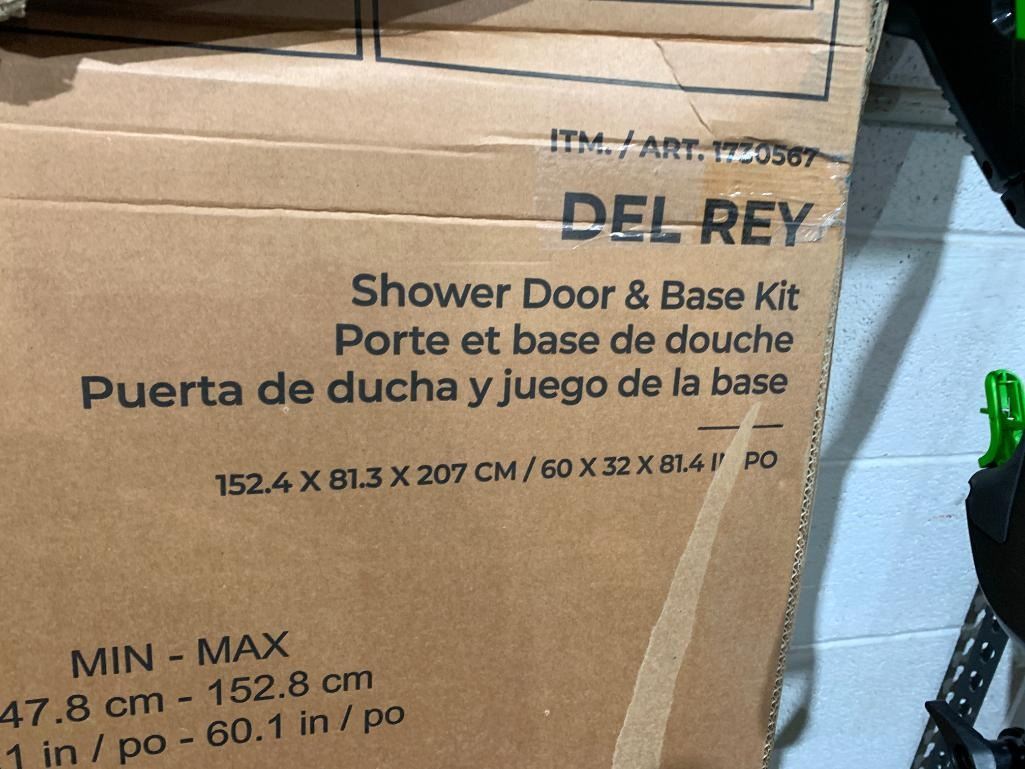 ITM. / ART. 1730567
DEL REY
Shower Door & Base Kit
Porte et base de douche
Puerta de ducha y juego de la base
152.4 X 81.3 X 207 CM / 60 X 32 X 81.4 PO
MIN - MAX
47.8 cm - 152.8 cm
1 in / po - 60.1 in / po